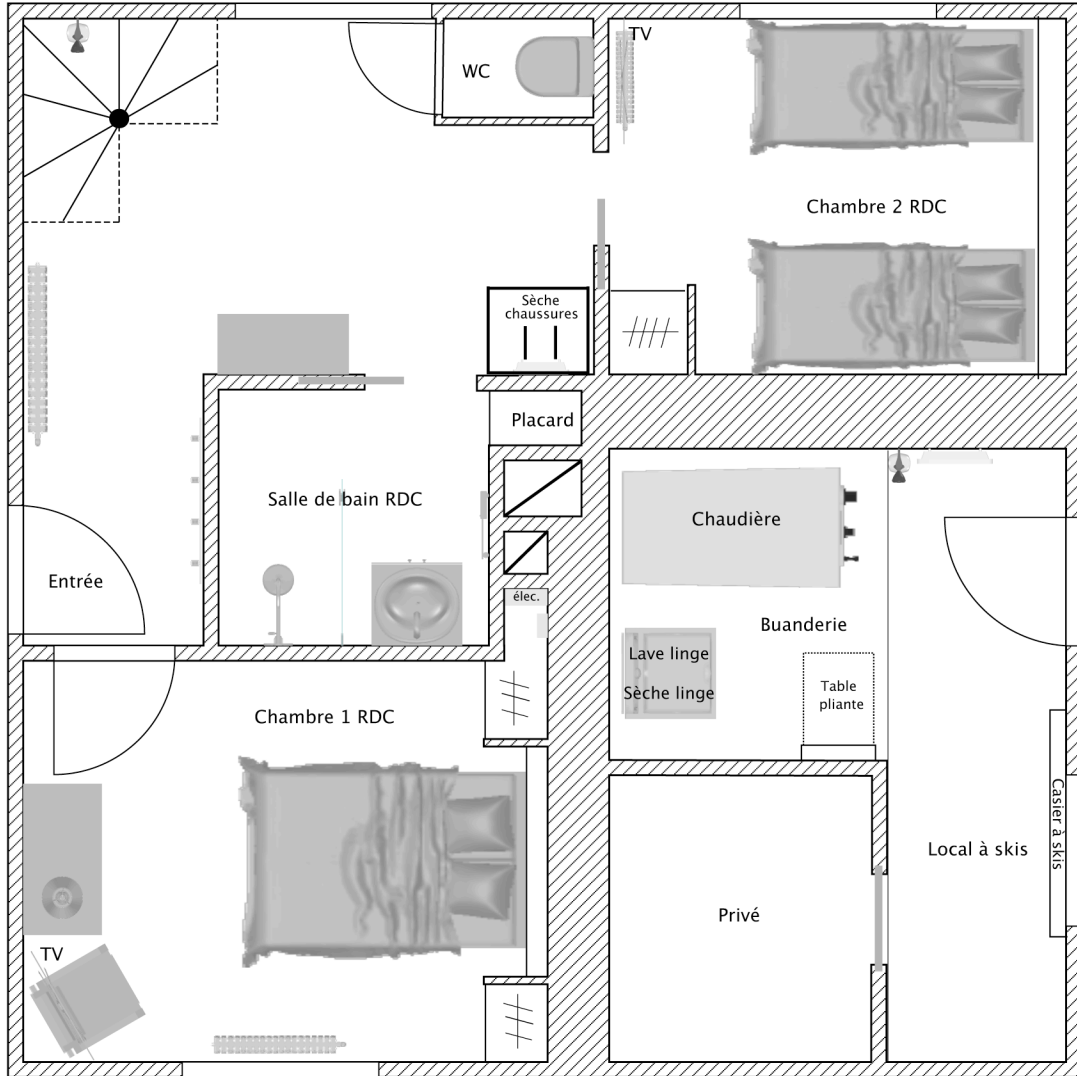 TV
WC
Chambre 2 RDC
Sèche
chaussures
Placard
Salle de bain RDC
Chaudière
Entrée
élec.
Buanderie
Lave linge
Sèche linge
Table
pliante
Chambre 1 RDC
Casier à skis
Local à skis
Privé
TV